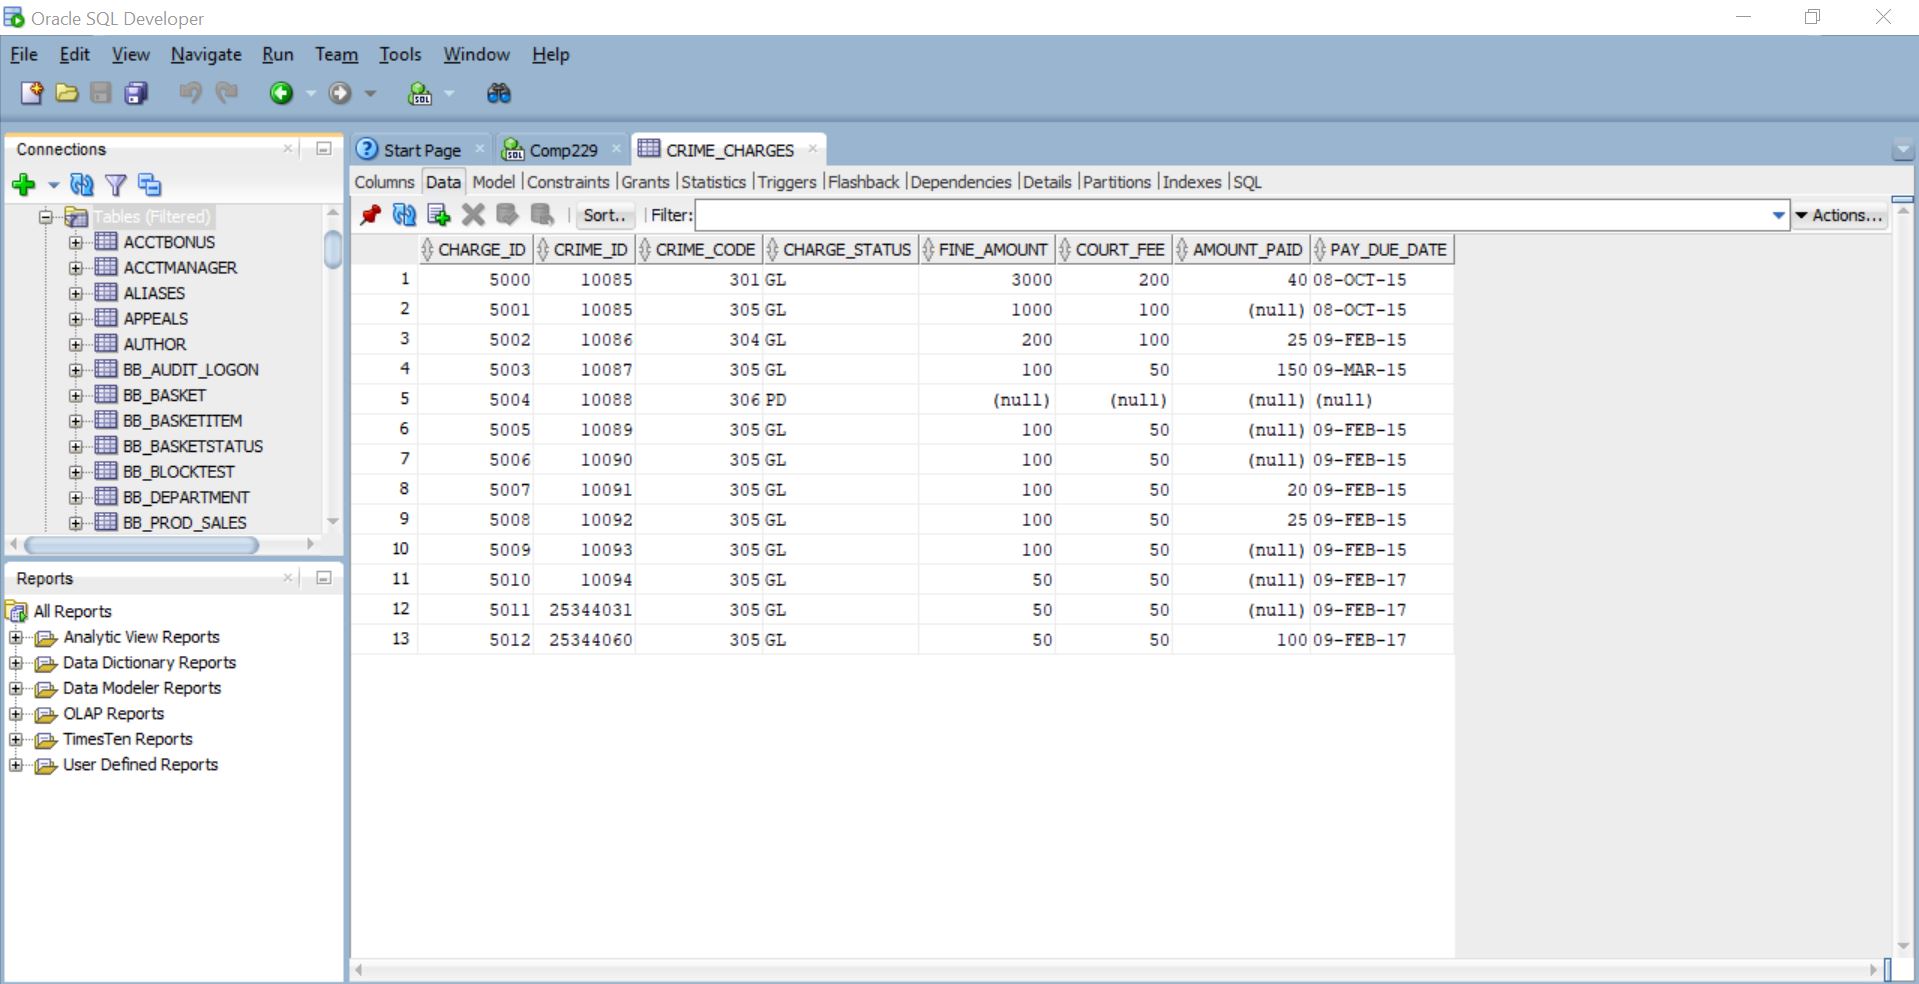 Oracle SQL Developer
File Edit View Navigate Run Team Tools Window Help
SQL
Connections
Tables (Filtered)
ACCTBONUS
ACCTMANAGER
ALIASES
APPEALS
AUTHOR
BB_AUDIT_LOGON
BB_BASKET
BB_BASKETITEM
BB_BASKETSTATUS
BB_BLOCKTEST
BB_DEPARTMENT
BB_PROD_SALES
Reports
All Reports
Analytic View Reports
Data Dictionary Reports
Data Modeler Reports
OLAP Reports
TimesTen Reports
User Defined Reports
Start Page SQL Comp229 CRIME_CHARGES
Columns Data Model Constraints Grants Statistics Triggers Flashback Dependencies Details Partitions Indexes SQL
Sort.. Filter: Actions...
CHARGE_ID CRIME_ID CRIME_CODE CHARGE_STATUS FINE_AMOUNT COURT_FEE AMOUNT_PAID PAY_DUE_DATE
1 5000 10085 301 GL 3000 200 40 08-OCT-15
2 5001 10085 305 GL 1000 100 (null) 08-OCT-15
3 5002 10086 304 GL 200 100 25 09-FEB-15
4 5003 10087 305 GL 100 50 150 09-MAR-15
5 5004 10088 306 PD (null) (null) (null) (null)
6 5005 10089 305 GL 100 50 (null) 09-FEB-15
7 5006 10090 305 GL 100 50 (null) 09-FEB-15
8 5007 10091 305 GL 100 50 20 09-FEB-15
9 5008 10092 305 GL 100 50 25 09-FEB-15
10 5009 10093 305 GL 100 50 (null) 09-FEB-15
11 5010 10094 305 GL 50 50 (null) 09-FEB-17
12 5011 25344031 305 GL 50 50 (null) 09-FEB-17
13 5012 25344060 305 GL 50 50 100 09-FEB-17